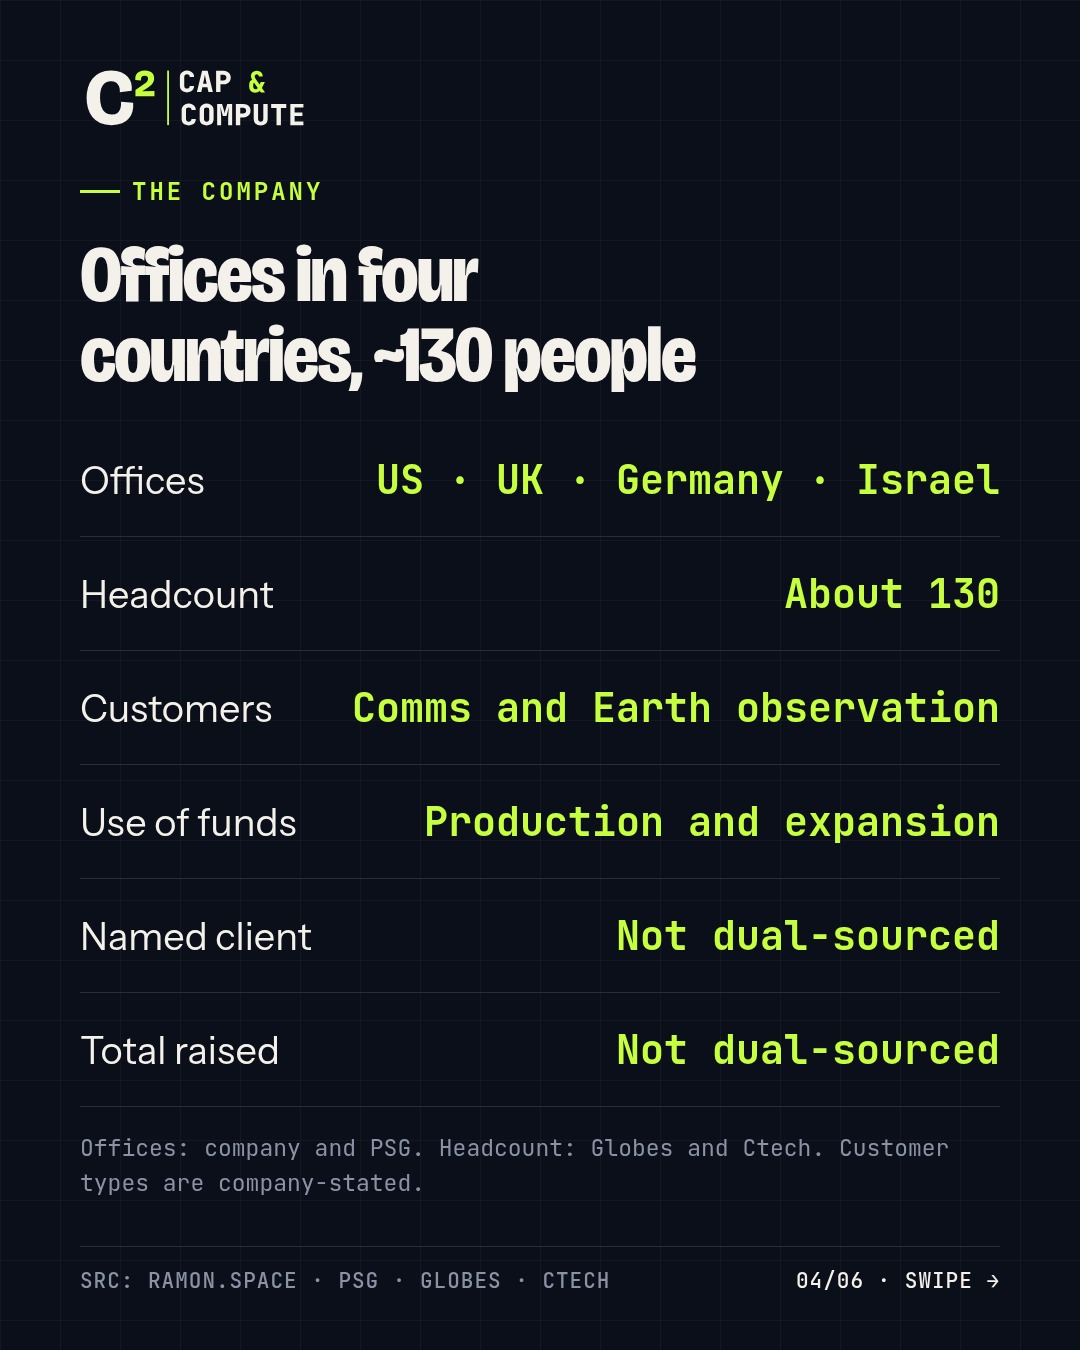 C² CAP &
COMPUTE
THE COMPANY
Offices in four
countries, ~130 people
Offices US · UK · Germany · Israel
Headcount About 130
Customers Comms and Earth observation
Use of funds Production and expansion
Named client Not dual-sourced
Total raised Not dual-sourced
Offices: company and PSG. Headcount: Globes and Ctech. Customer
types are company-stated.
SRC: RAMON.SPACE · PSG · GLOBES · CTECH 04/06 · SWIPE →